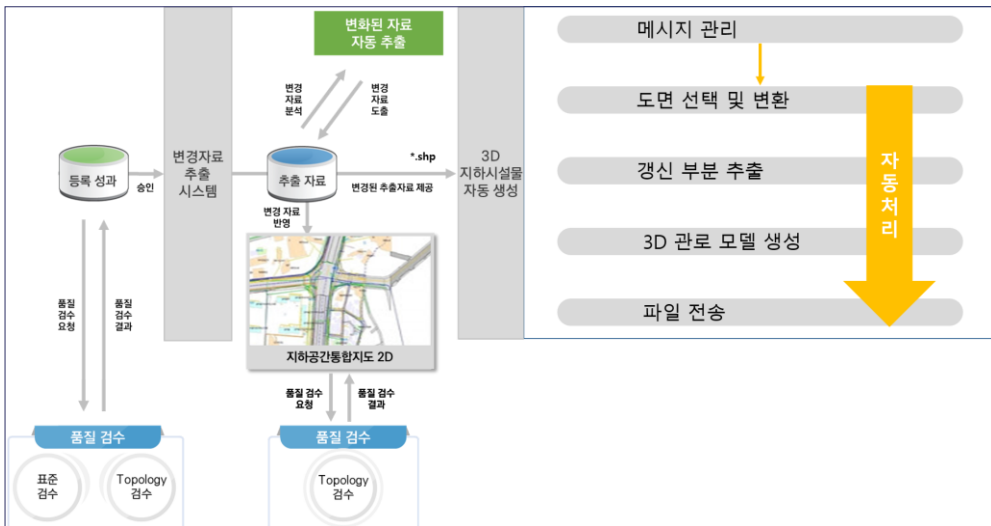 변화된 자료
자동 추출
변경
자료
분석
변경
자료
도출
등록 성과
승인
변경자료
추출
시스템
추출 자료
*.shp
변경된 추출자료 제공
3D
지하시설물
자동 생성
변경 자료
반영
지하공간통합지도 2D
품질
검수
요청
품질
검수
결과
품질 검수
요청
품질 검수
결과
품질 검수
표준
검수
Topology
검수
품질 검수
Topology
검수
메시지 관리
도면 선택 및 변환
갱신 부분 추출
3D 관로 모델 생성
파일 전송
자동처리